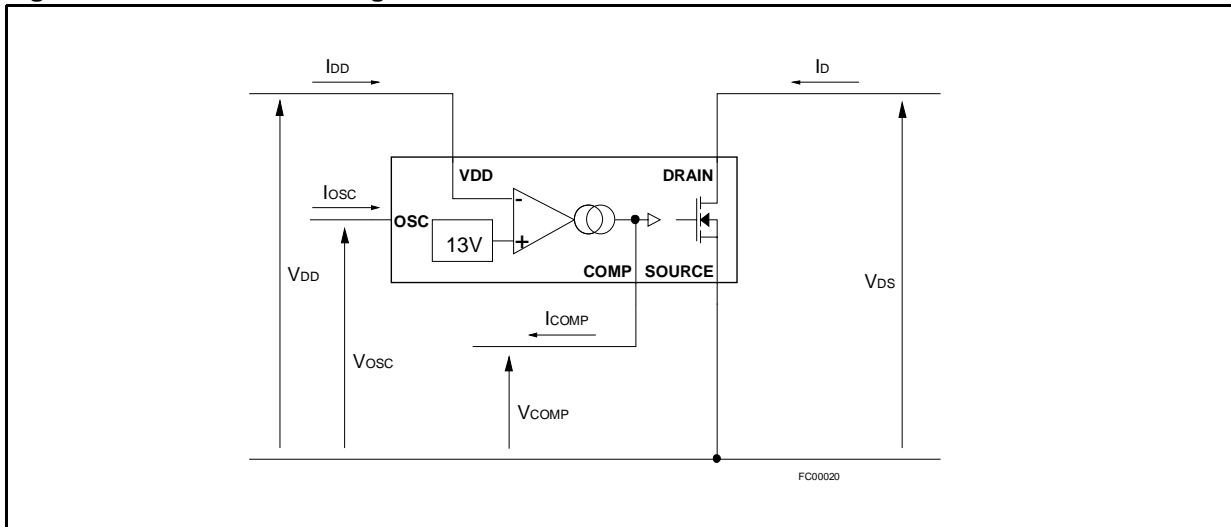 IDD
ID
VDD
DRAIN
IOSC
OSC
-
13V
+
COMP
SOURCE
VDD
VDS
ICOMP
VOSC
VCOMP
FC00020